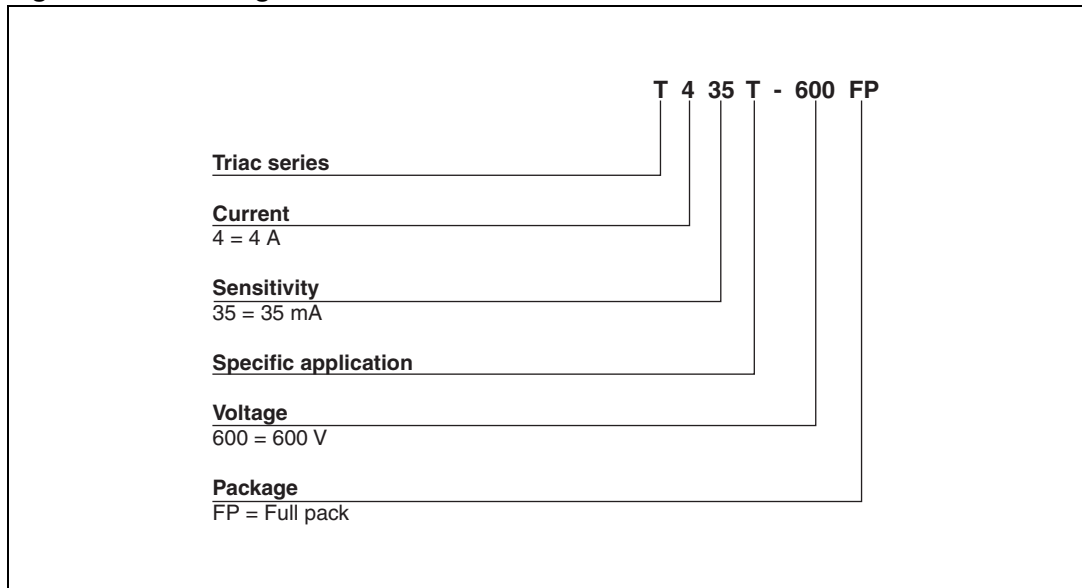 T 4 35 T - 600 FP
Triac series
Current
4 = 4 A
Sensitivity
35 = 35 mA
Specific application
Voltage
600 = 600 V
Package
FP = Full pack